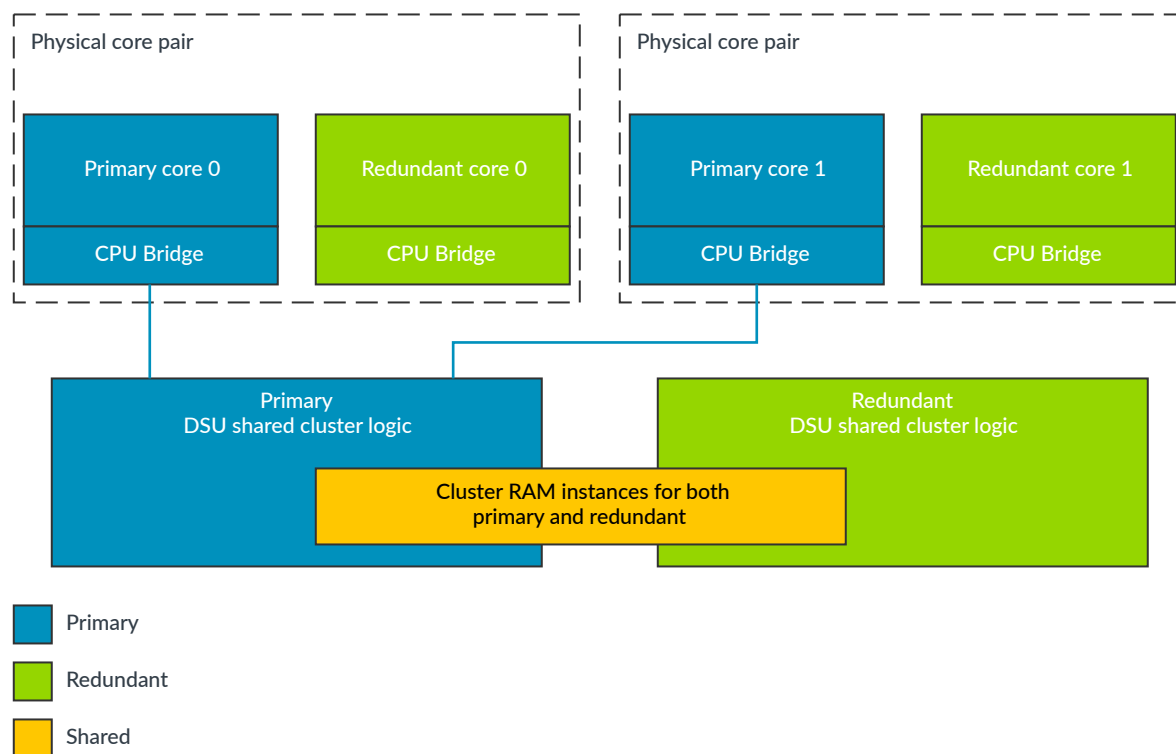 Physical core pair
Physical core pair
Primary core 0
Redundant core 0
Primary core 1
Redundant core 1
CPU Bridge
CPU Bridge
CPU Bridge
CPU Bridge
Primary
DSU shared cluster logic
Redundant
DSU shared cluster logic
Cluster RAM instances for both
primary and redundant
Primary
Redundant
Shared